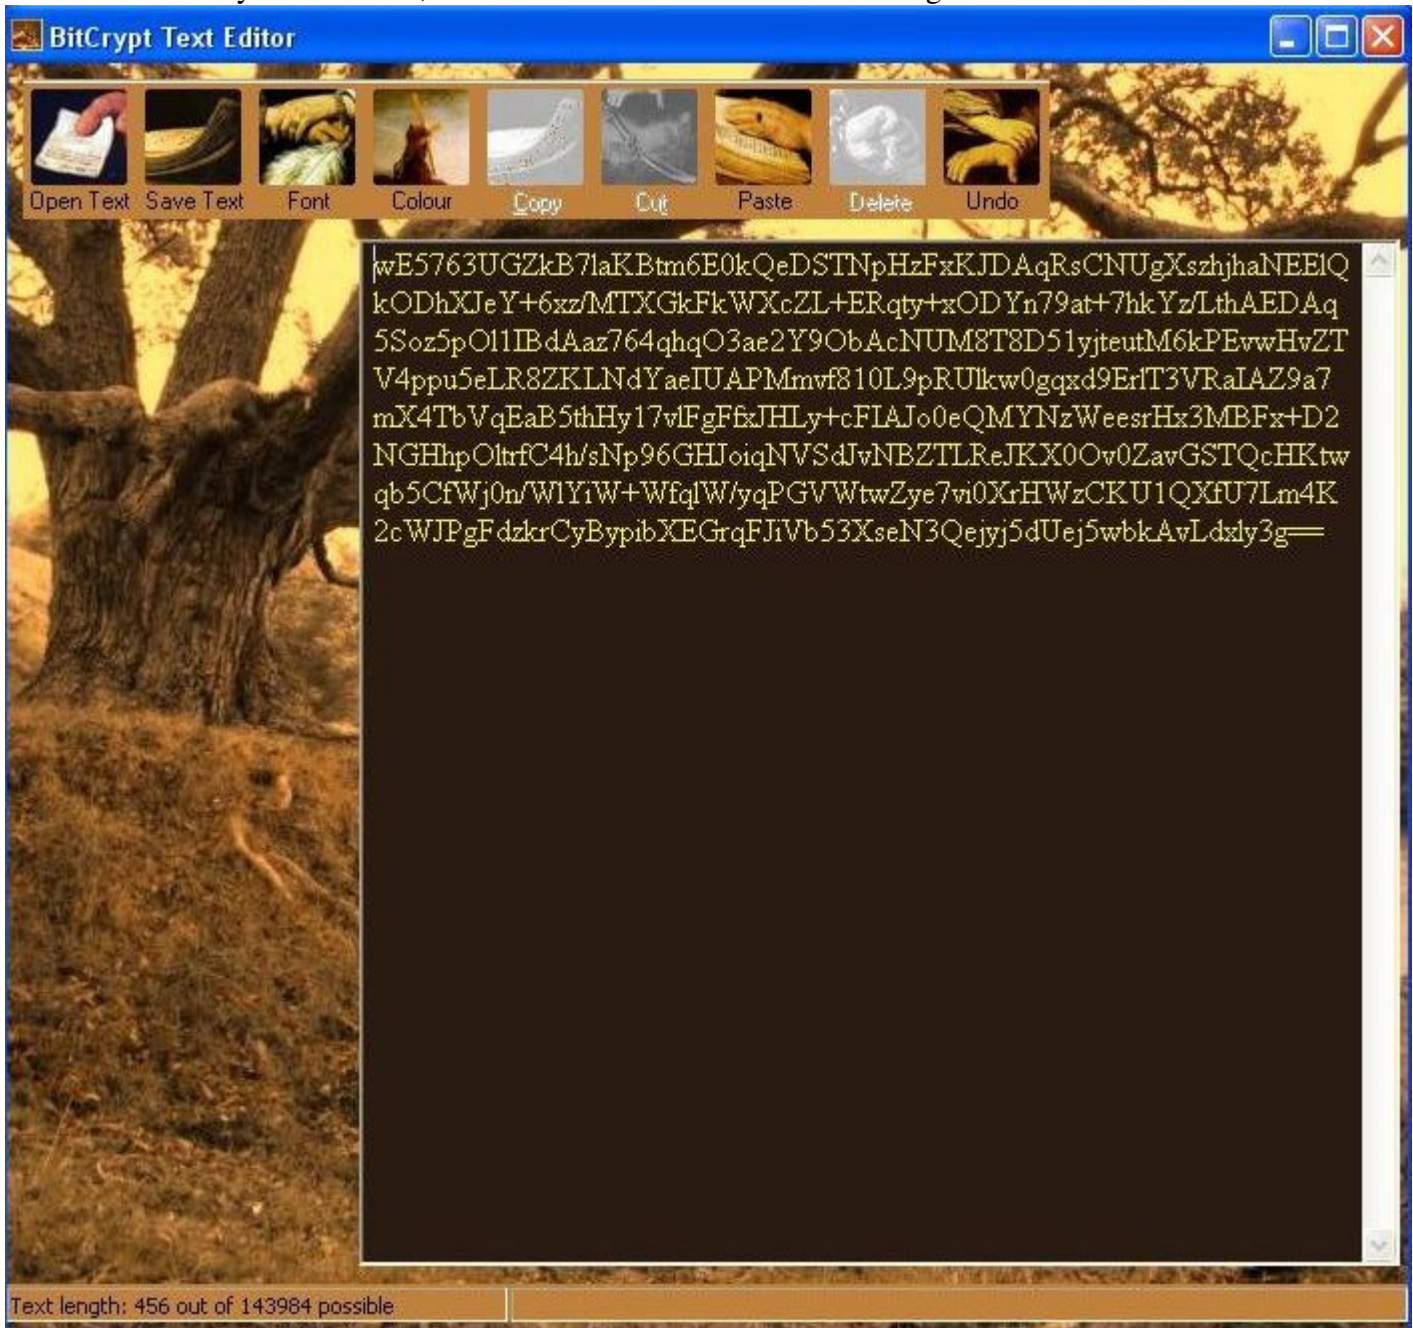 BitCrypt Text Editor
Open Text Save Text Font Colour Copy Cut Paste Delete Undo
wE5763UGZkB7laKBtm6E0kQeDSTNpHzFxKJDAqRsCNUgXszhjhaNEElQ
kODhXJeY+6xz/MTXGkFkWXcZL+ERqty+xODYn79at+7hkYz/LthAEDAq
5Soz5pOl1IBdAaz764qhqO3ae2Y9ObAcNUM8T8D51yjteutM6kPEvwHvZT
V4ppu5eLR8ZKLNdYaeIUAPMmvf810L9pRUlkw0gqxd9ErlT3VRaIAZ9a7
mX4TbVqEaB5thHy17vlFgFfxJHLy+cFIAJo0eQMYNzWeesrHx3MBFx+D2
NGHhpOltrfC4h/sNp96GHJoiqNVSdJvNBZTLReJKX0Ov0ZavGSTQcHKtw
qb5CfWj0n/WlYiW+WfqlW/yqPGVWtwZye7vi0XrHWzCKU1QXfU7Lm4K
2cWJPgFdzkrCyBypibXEGrqFJiVb53XseN3Qejyj5dUej5wbkAvLdxly3g==
Text length: 456 out of 143984 possible